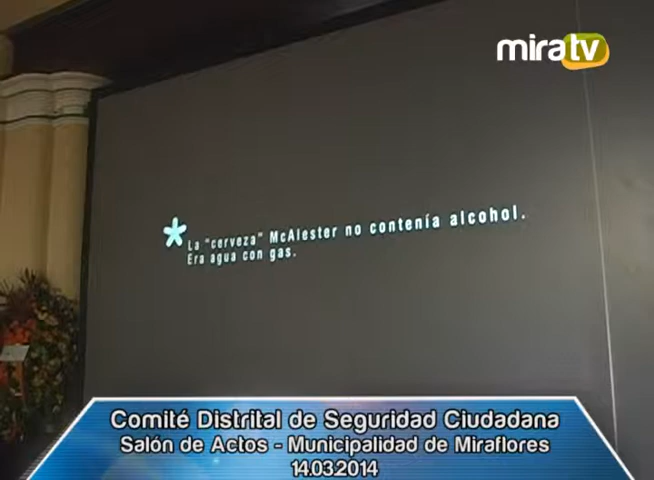 miratv
* La "cerveza" McAlester no contenía alcohol.
Era agua con gas.
Comité Distrital de Seguridad Ciudadana
Salón de Actos - Municipalidad de Miraflores
14.03.2014